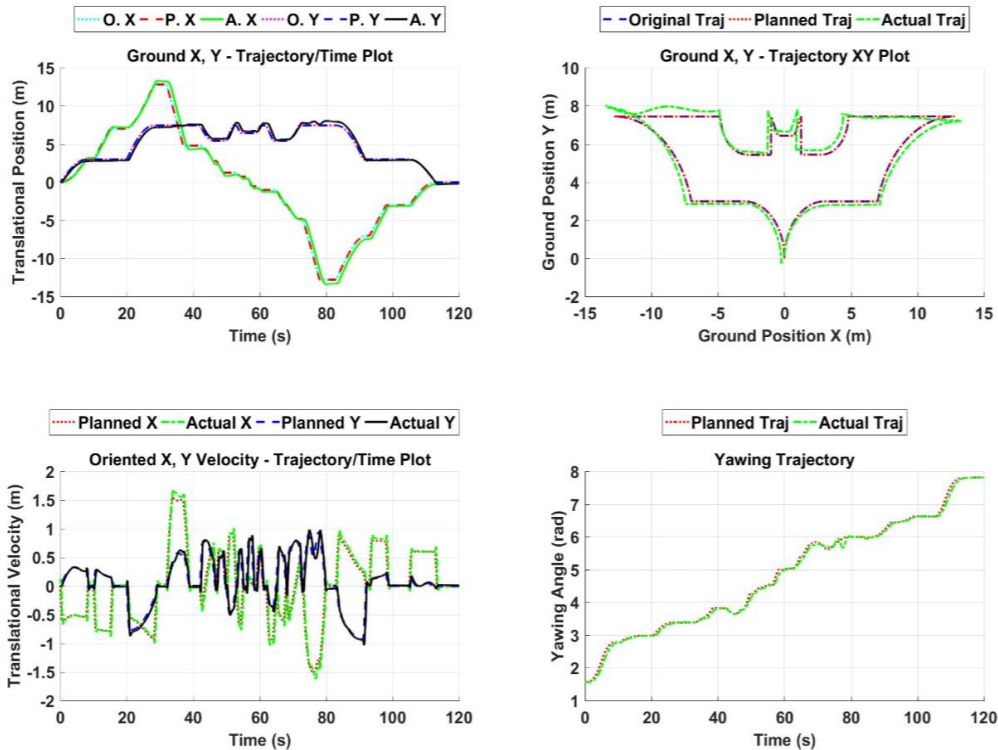 O. X P. X A. X O. Y P. Y A. Y
Ground X, Y - Trajectory/Time Plot
Translational Position (m)
15
10
5
0
-5
-10
-15
0 20 40 60 80 100 120
Time (s)
Original Traj Planned Traj Actual Traj
Ground X, Y - Trajectory XY Plot
Ground Position Y (m)
10
8
6
4
2
0
-2
-15 -10 -5 0 5 10 15
Ground Position X (m)
Planned X Actual X Planned Y Actual Y
Oriented X, Y Velocity - Trajectory/Time Plot
Translational Velocity (m)
2
1.5
1
0.5
0
-0.5
-1
-1.5
-2
0 20 40 60 80 100 120
Time (s)
Planned Traj Actual Traj
Yawing Trajectory
Yawing Angle (rad)
8
7
6
5
4
3
2
1
0 20 40 60 80 100 120
Time (s)